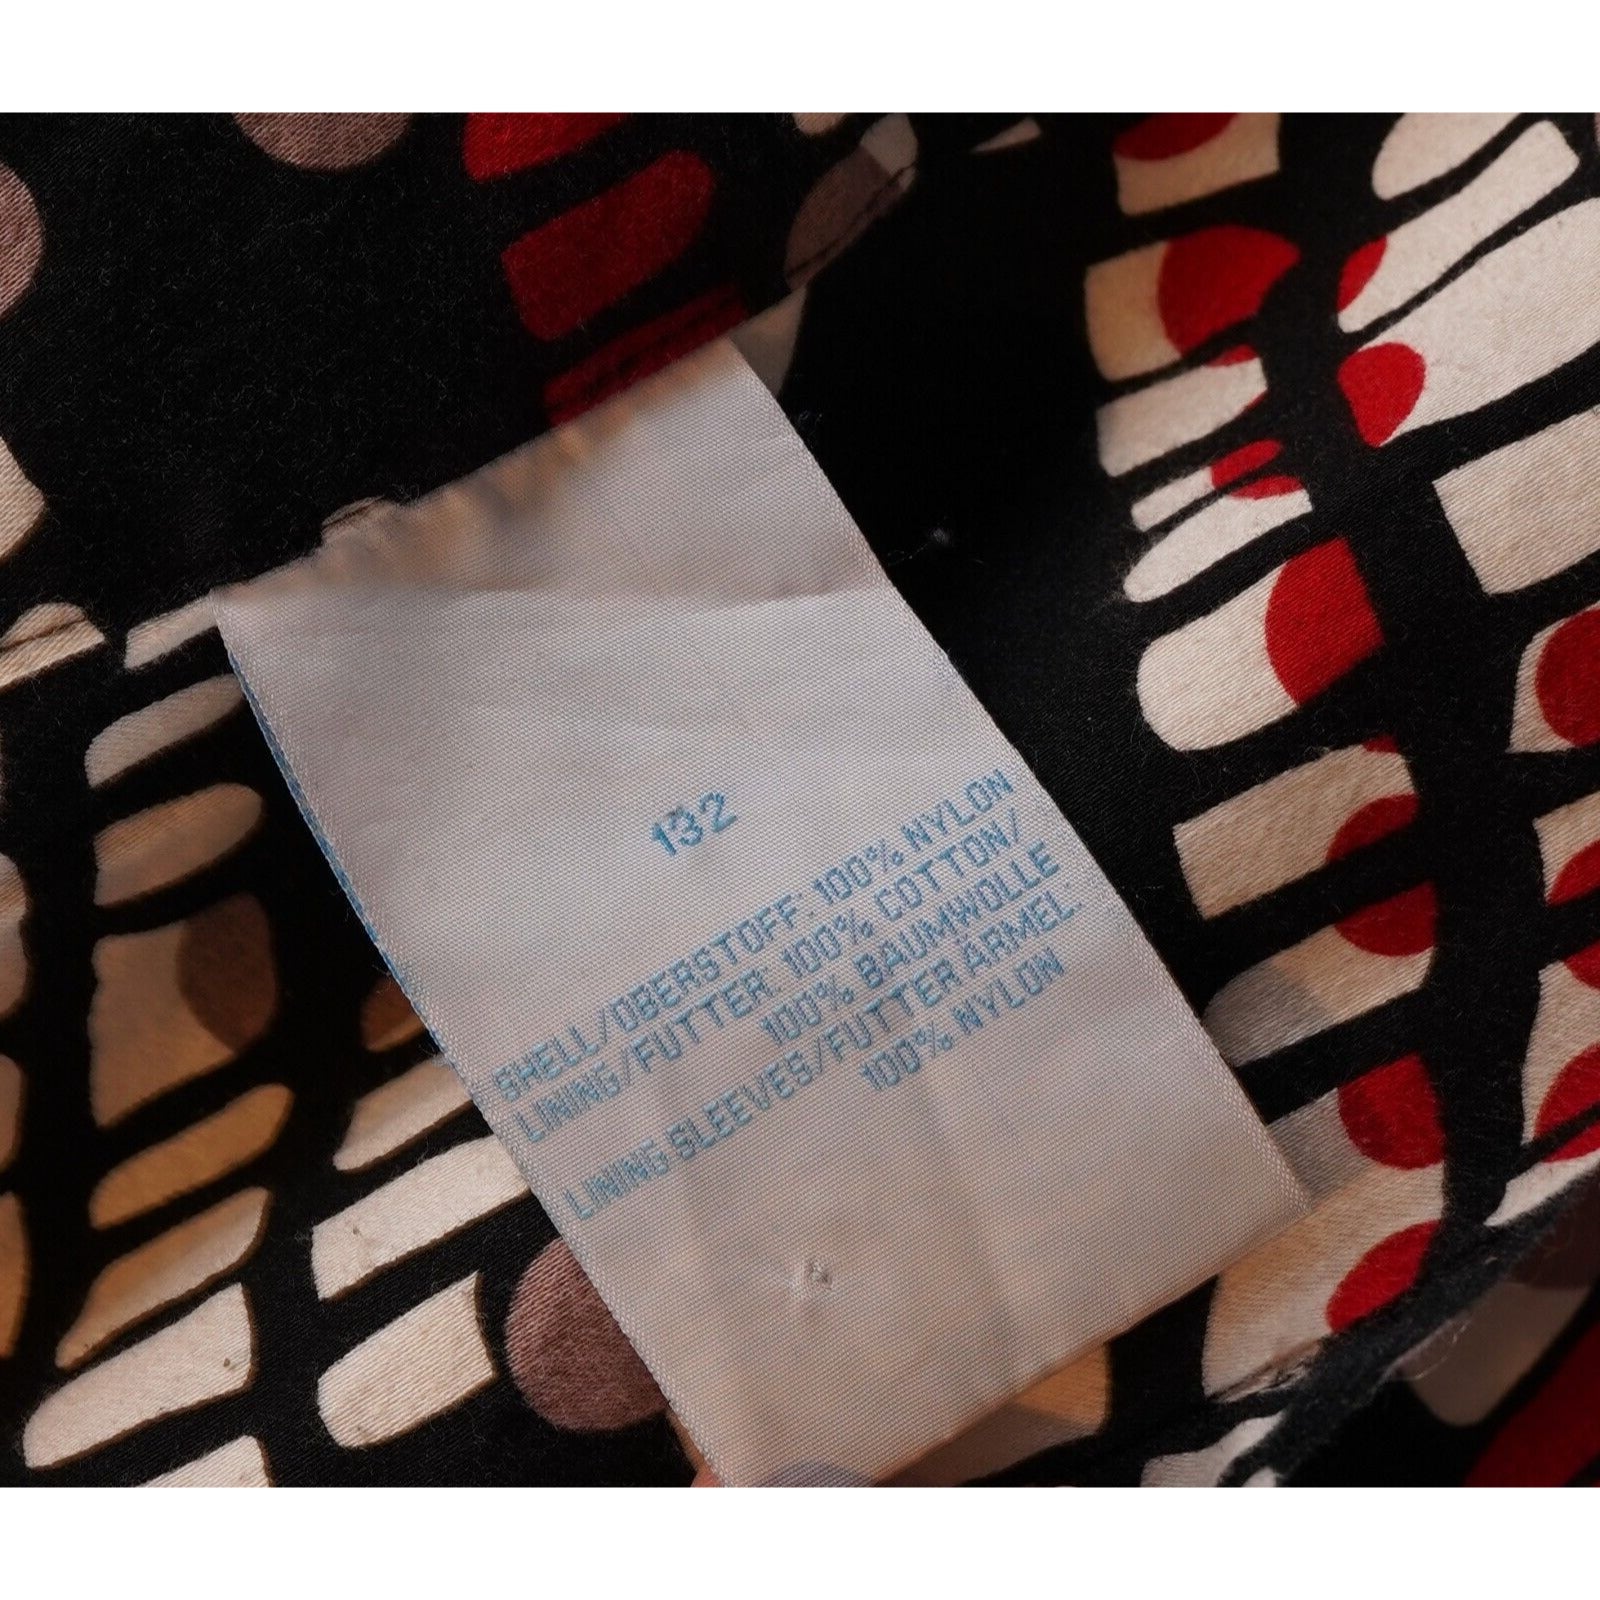 132
SHELL/OBERSTOFF: 100% NYLON
LINING/FUTTER: 100% COTTON/
100% BAUMWOLLE
LINING SLEEVES/FUTTER ÄRMEL:
100% NYLON